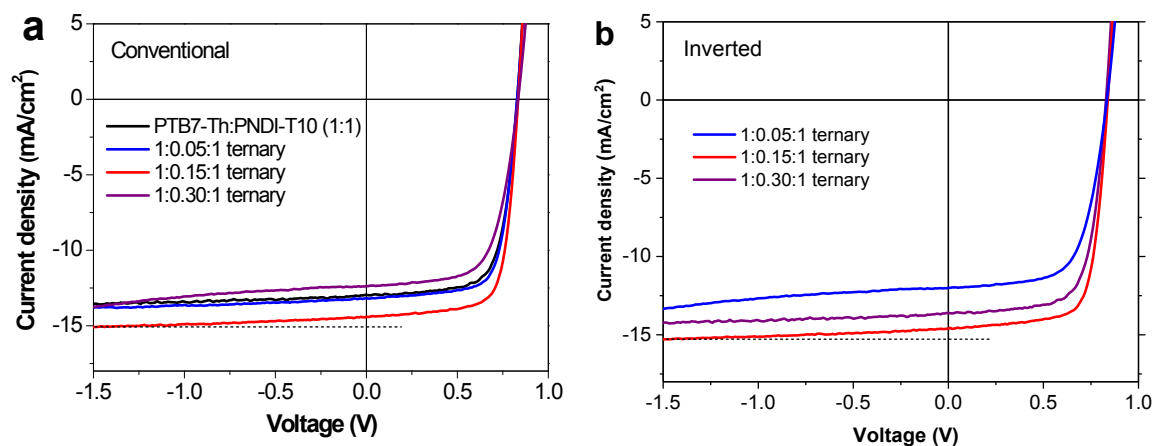 a
Conventional
PTB7-Th:PNDI-T10 (1:1)
1:0.05:1 ternary
1:0.15:1 ternary
1:0.30:1 ternary
Current density (mA/cm²)
5
0
-5
-10
-15
-1.5 -1.0 -0.5 0.0 0.5 1.0
Voltage (V)
b
Inverted
1:0.05:1 ternary
1:0.15:1 ternary
1:0.30:1 ternary
Current density (mA/cm²)
5
0
-5
-10
-15
-1.5 -1.0 -0.5 0.0 0.5 1.0
Voltage (V)